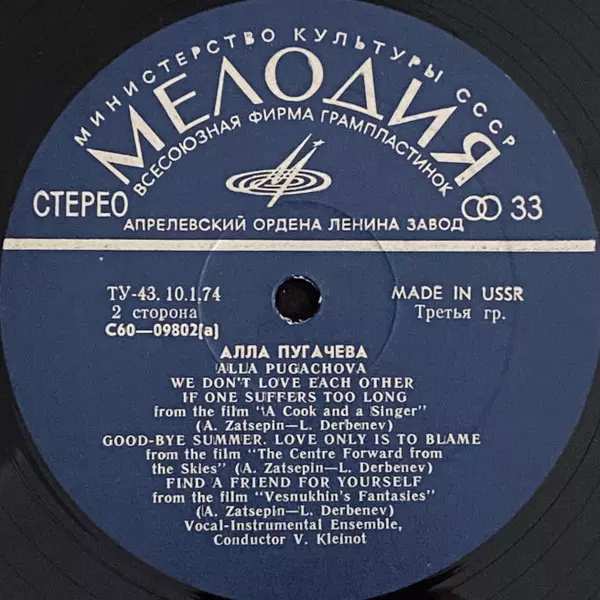 МИНИСТЕРСТВО КУЛЬТУРЫ СССР
МЕЛОДИЯ
ВСЕСОЮЗНАЯ ФИРМА ГРАМПЛАСТИНОК
СТЕРЕО 33
АПРЕЛЕВСКИЙ ОРДЕНА ЛЕНИНА ЗАВОД
ТУ-43. 10.1.74 MADE IN USSR
2 сторона Третья гр.
С60—09802(а)
АЛЛА ПУГАЧЕВА
ALLA PUGACHOVA
WE DON'T LOVE EACH OTHER
IF ONE SUFFERS TOO LONG
from the film "A Cook and a Singer"
(A. Zatsepin—L. Derbenev)
GOOD-BYE SUMMER. LOVE ONLY IS TO BLAME
from the film "The Centre Forward from
the Skies" (A. Zatsepin—L. Derbenev)
FIND A FRIEND FOR YOURSELF
from the film "Vesnukhin's Fantasies"
(A. Zatsepin—L. Derbenev)
Vocal-Instrumental Ensemble,
Conductor V. Kleinot